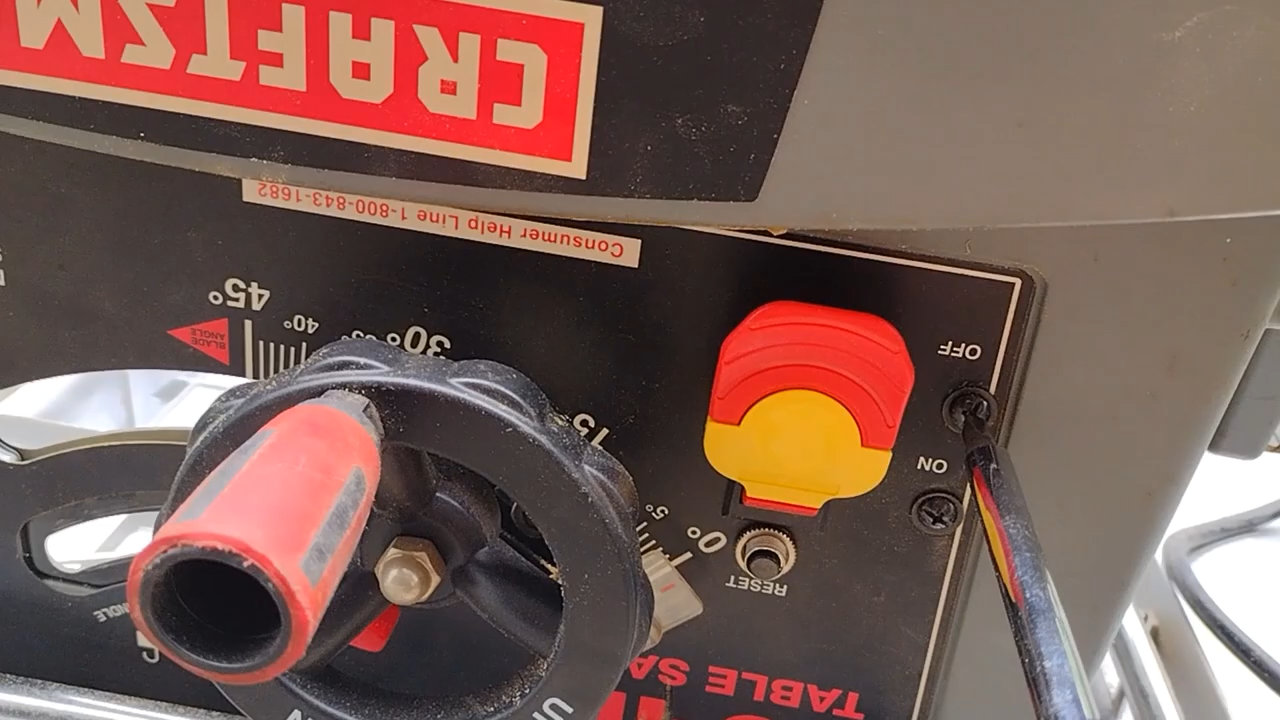 CRAFTSM
Consumer Help Line 1-800-843-1682
45°
40°
30°
BLADE
ANGLE
OFF
15
ON
5°
0°
RESET
TABLE SA
UP